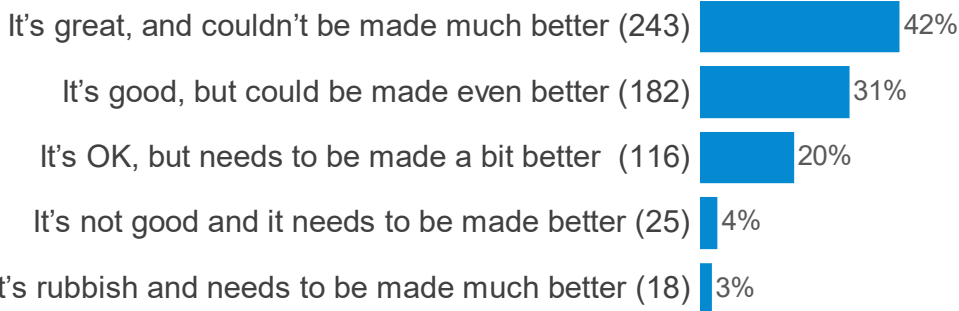 It’s great, and couldn’t be made much better (243) 42%
It’s good, but could be made even better (182) 31%
It’s OK, but needs to be made a bit better  (116) 20%
It’s not good and it needs to be made better (25) 4%
t’s rubbish and needs to be made much better (18) 3%